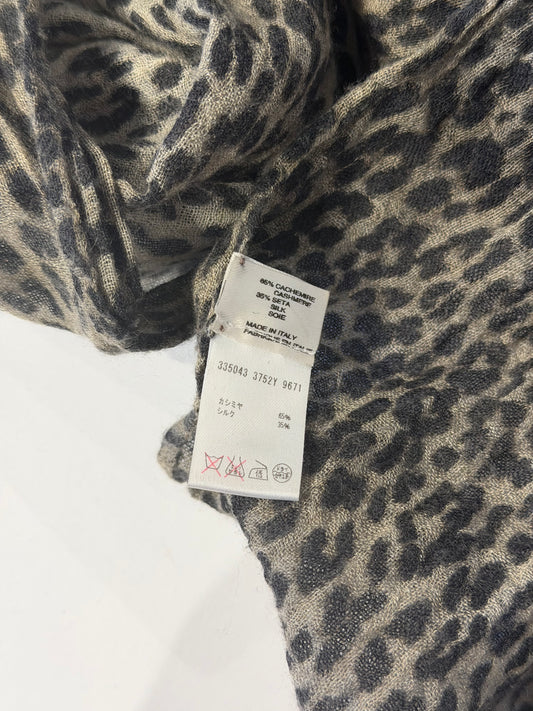 65% CACHEMIRE
CASHMERE
35% SETA
SILK
SOIE
MADE IN ITALY
335043 3752Y 9671
カシミヤ 65%
シルク 35%